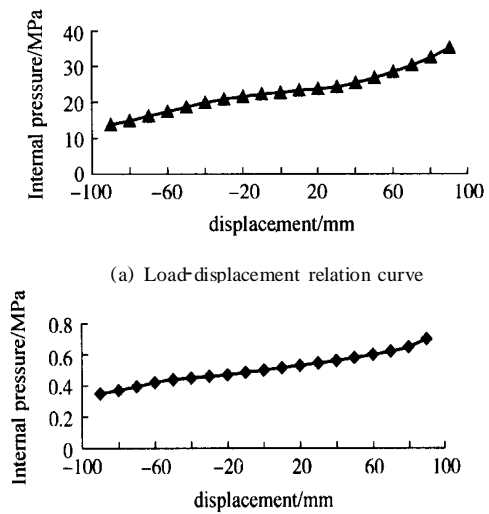 Internal pressure/MPa
40
30
20
10
0
-100 -60 -20 20 60 100
displacement/mm
(a) Load-displacement relation curve
Internal pressure/MPa
0.8
0.6
0.4
0.2
0
-100 -60 -20 20 60 100
displacement/mm